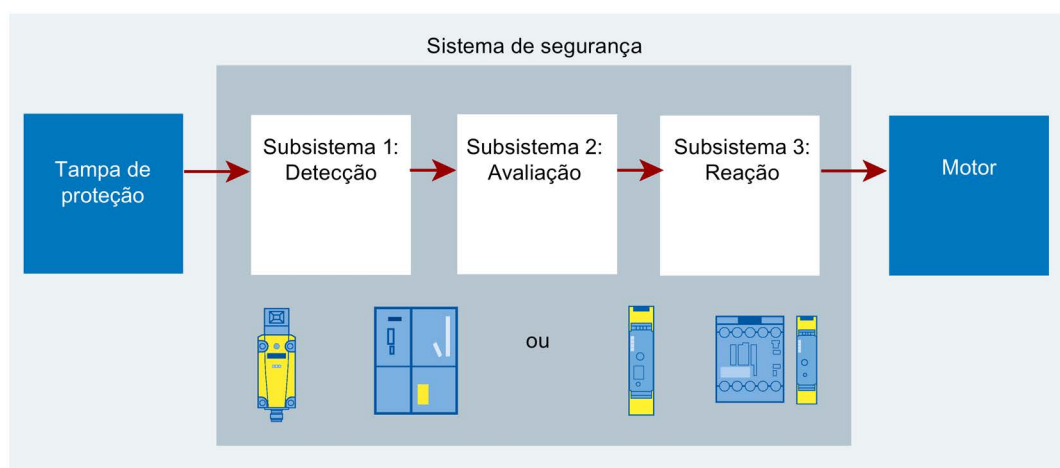 Sistema de segurança
Tampa de
proteção
Subsistema 1:
Detecção
Subsistema 2:
Avaliação
Subsistema 3:
Reação
Motor
ou